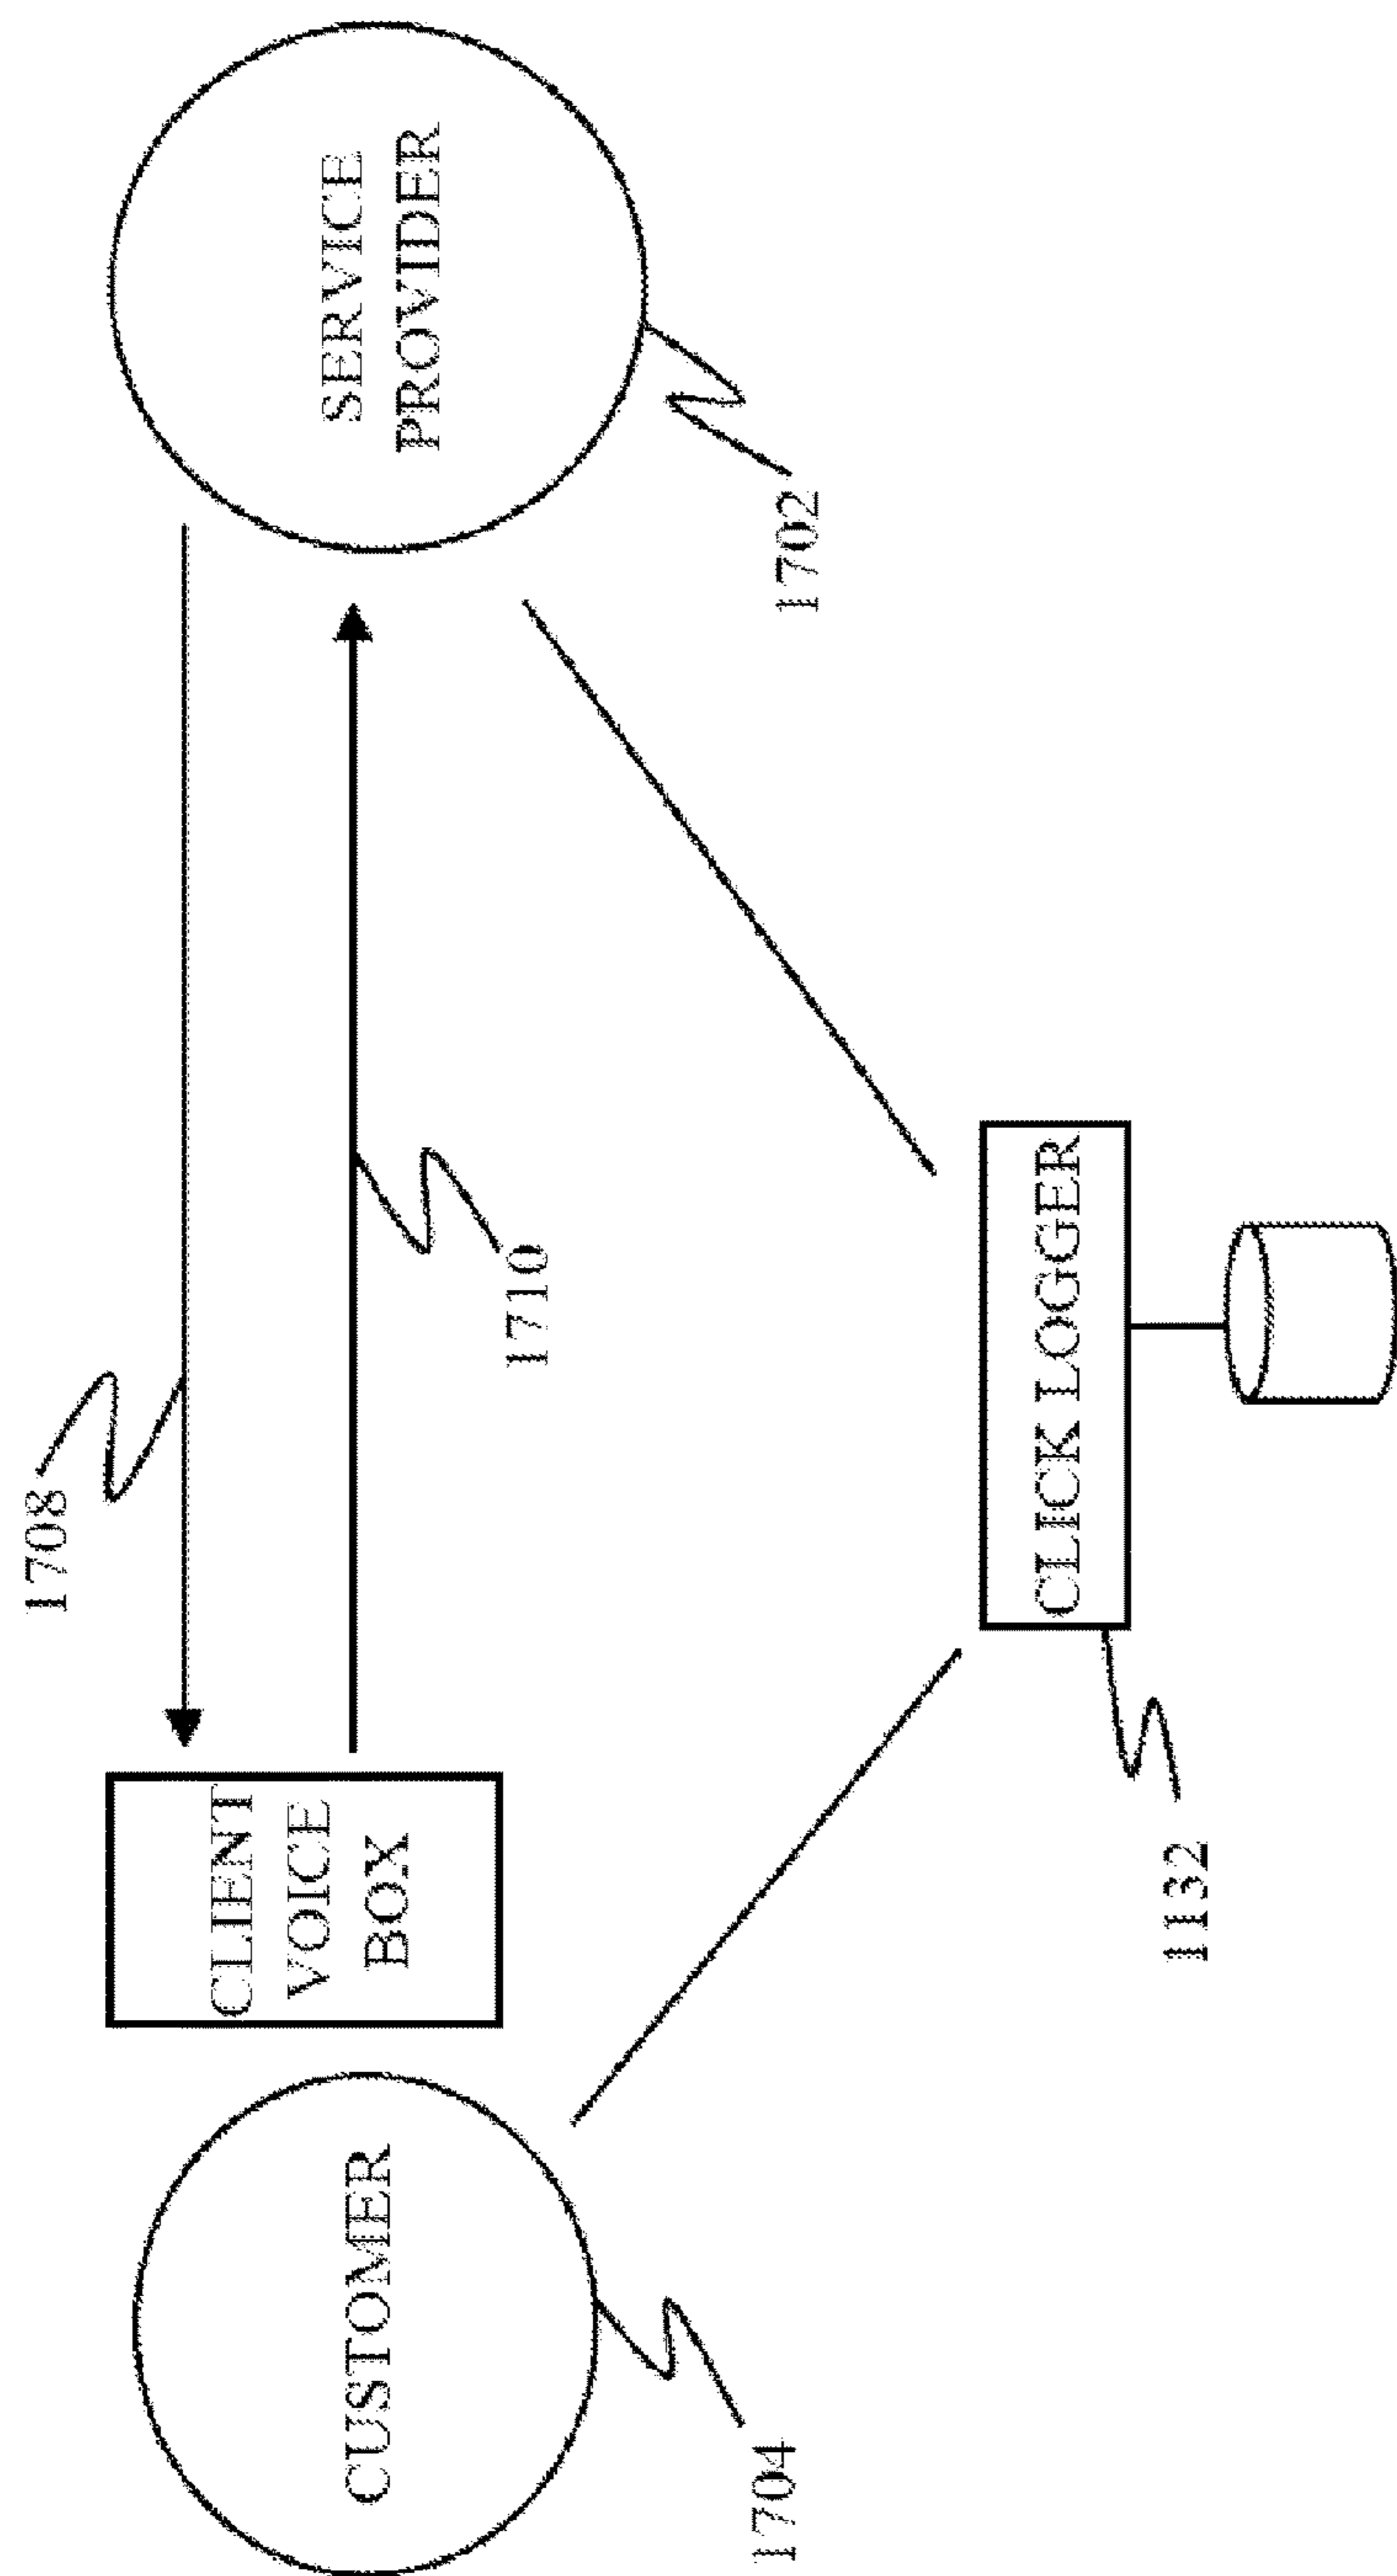 1708
CUSTOMER
CLIENT
VOICE
BOX
SERVICE
PROVIDER
1710
1704
1702
CLICK LOGGER
1132